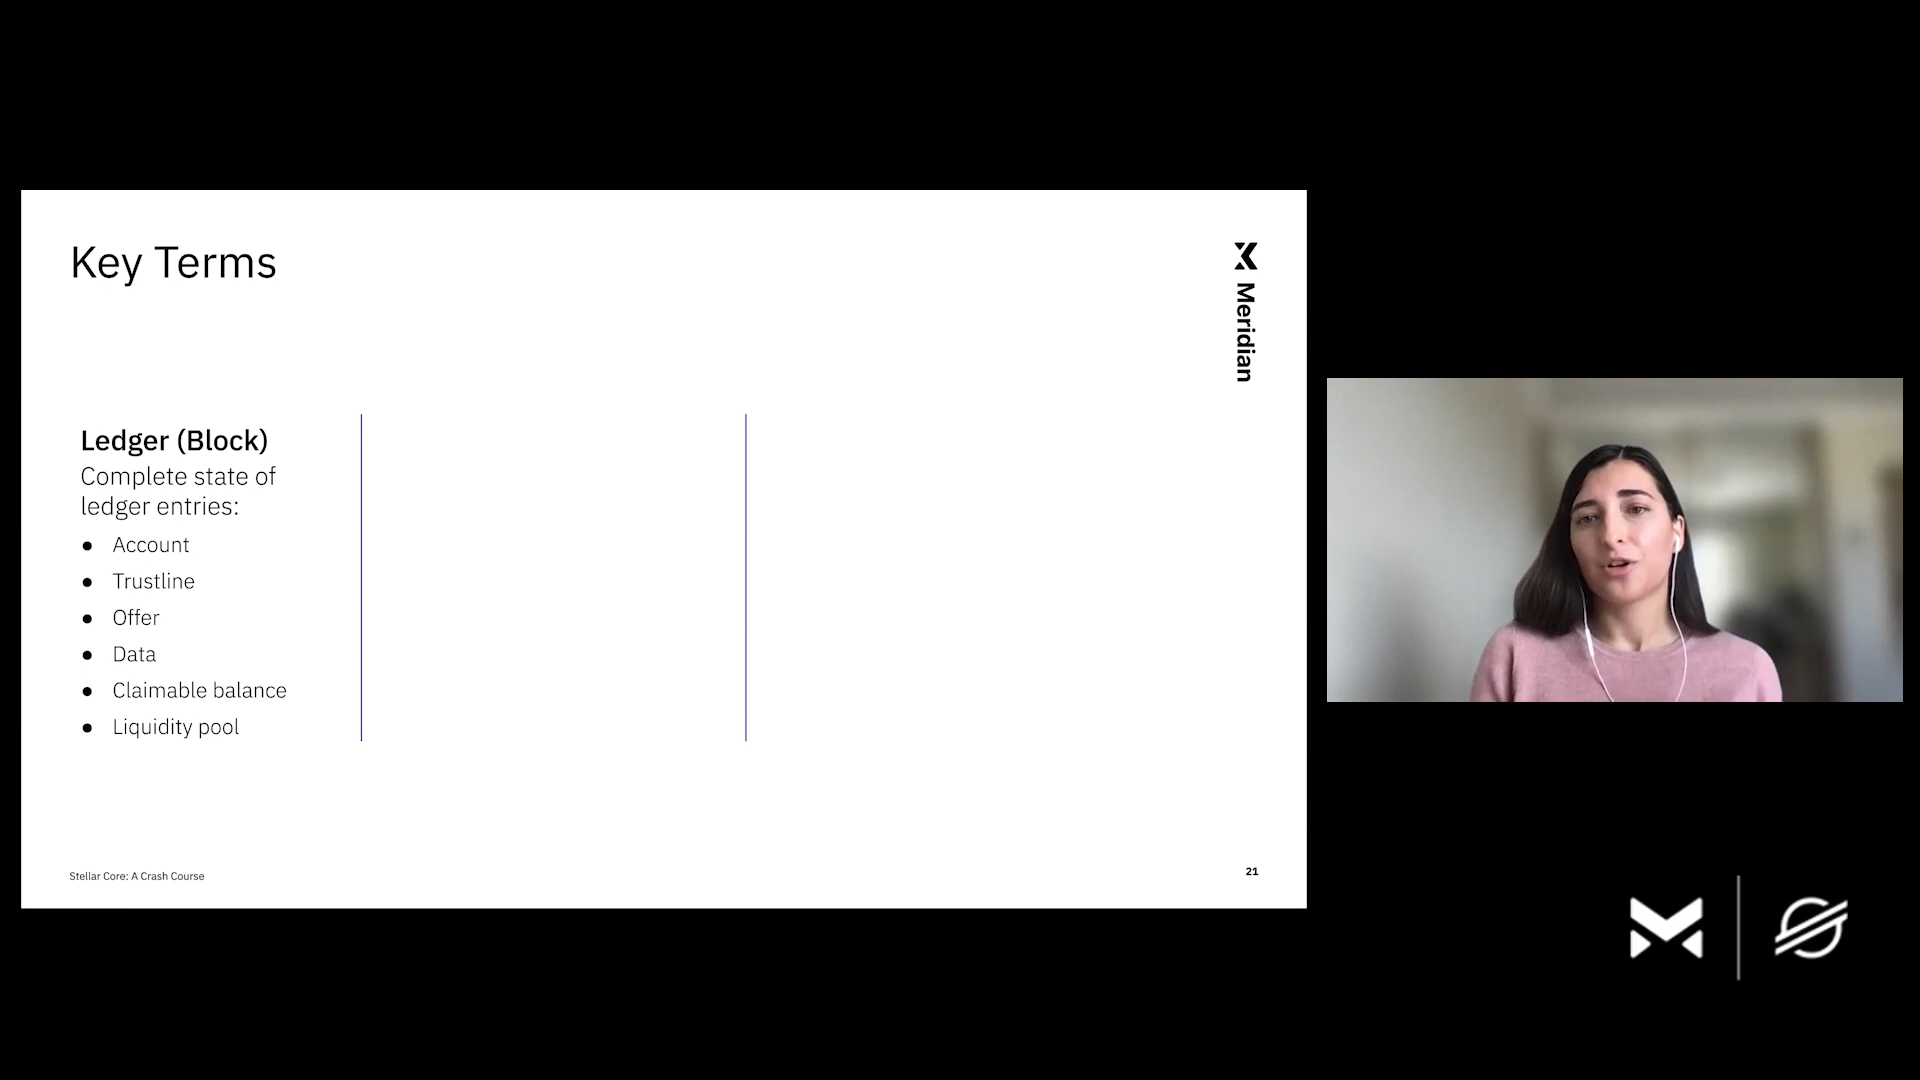 Key Terms
Meridian
Ledger (Block)
Complete state of
ledger entries:
● Account
● Trustline
● Offer
● Data
● Claimable balance
● Liquidity pool
Stellar Core: A Crash Course
21